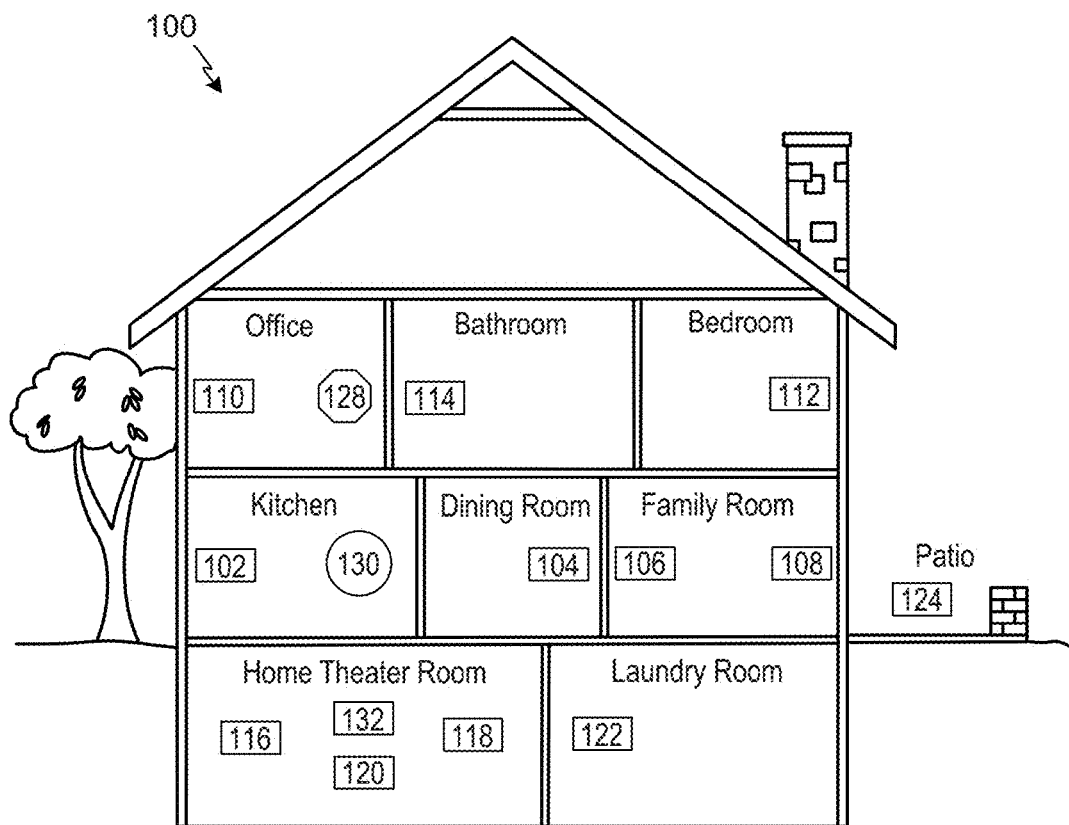 100
Office Bathroom Bedroom
110 128 114 112
Kitchen Dining Room Family Room
102 130 104 106 108
Patio
124
Home Theater Room Laundry Room
132
116 118 122
120